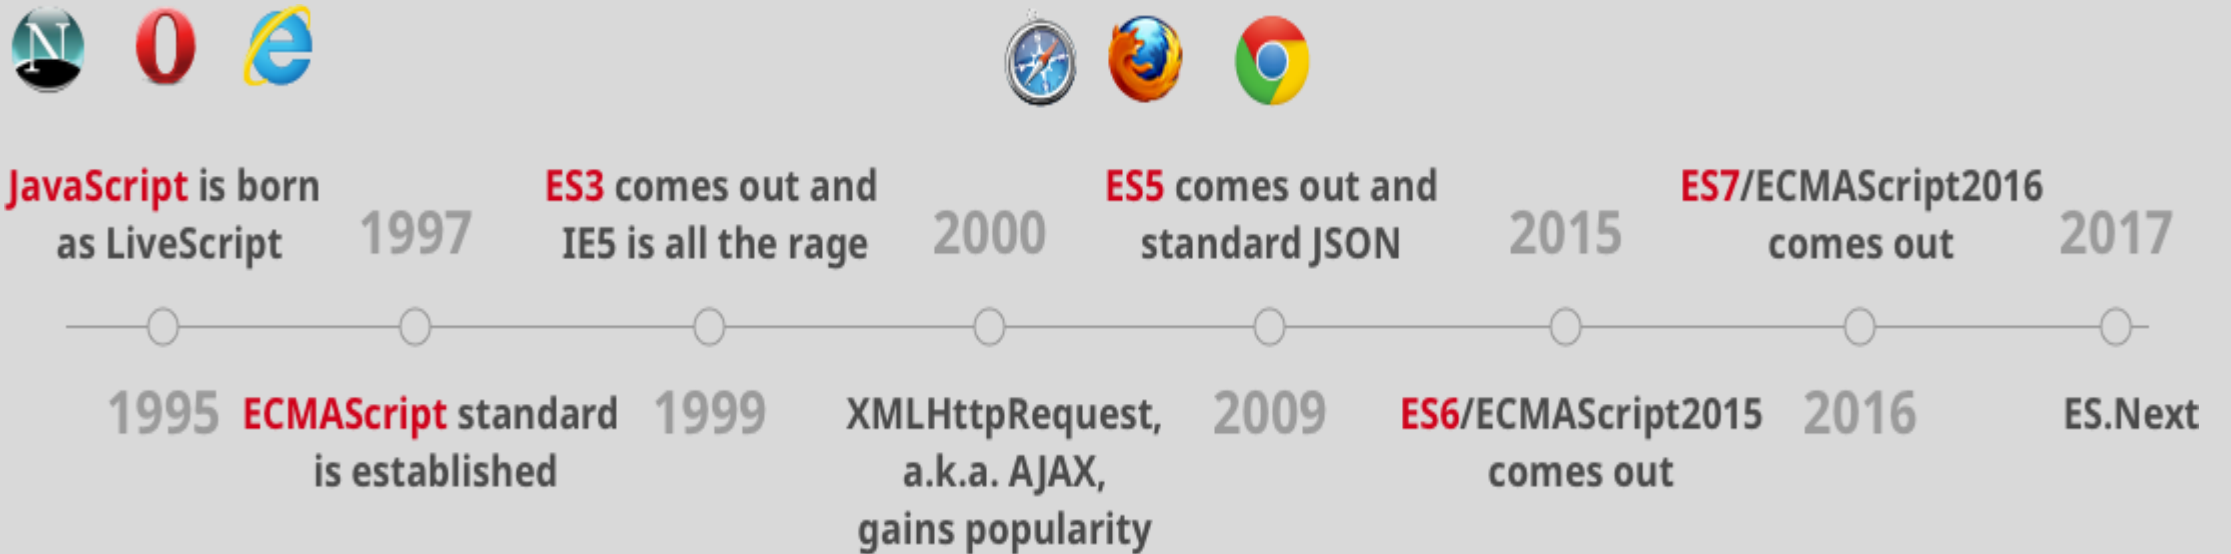 JavaScript is born
as LiveScript
1995
1997
ECMAScript standard
is established
ES3 comes out and
IE5 is all the rage
1999
2000
XMLHttpRequest,
a.k.a. AJAX,
gains popularity
ES5 comes out and
standard JSON
2009
2015
ES6/ECMAScript2015
comes out
ES7/ECMAScript2016
comes out
2016
2017
ES.Next